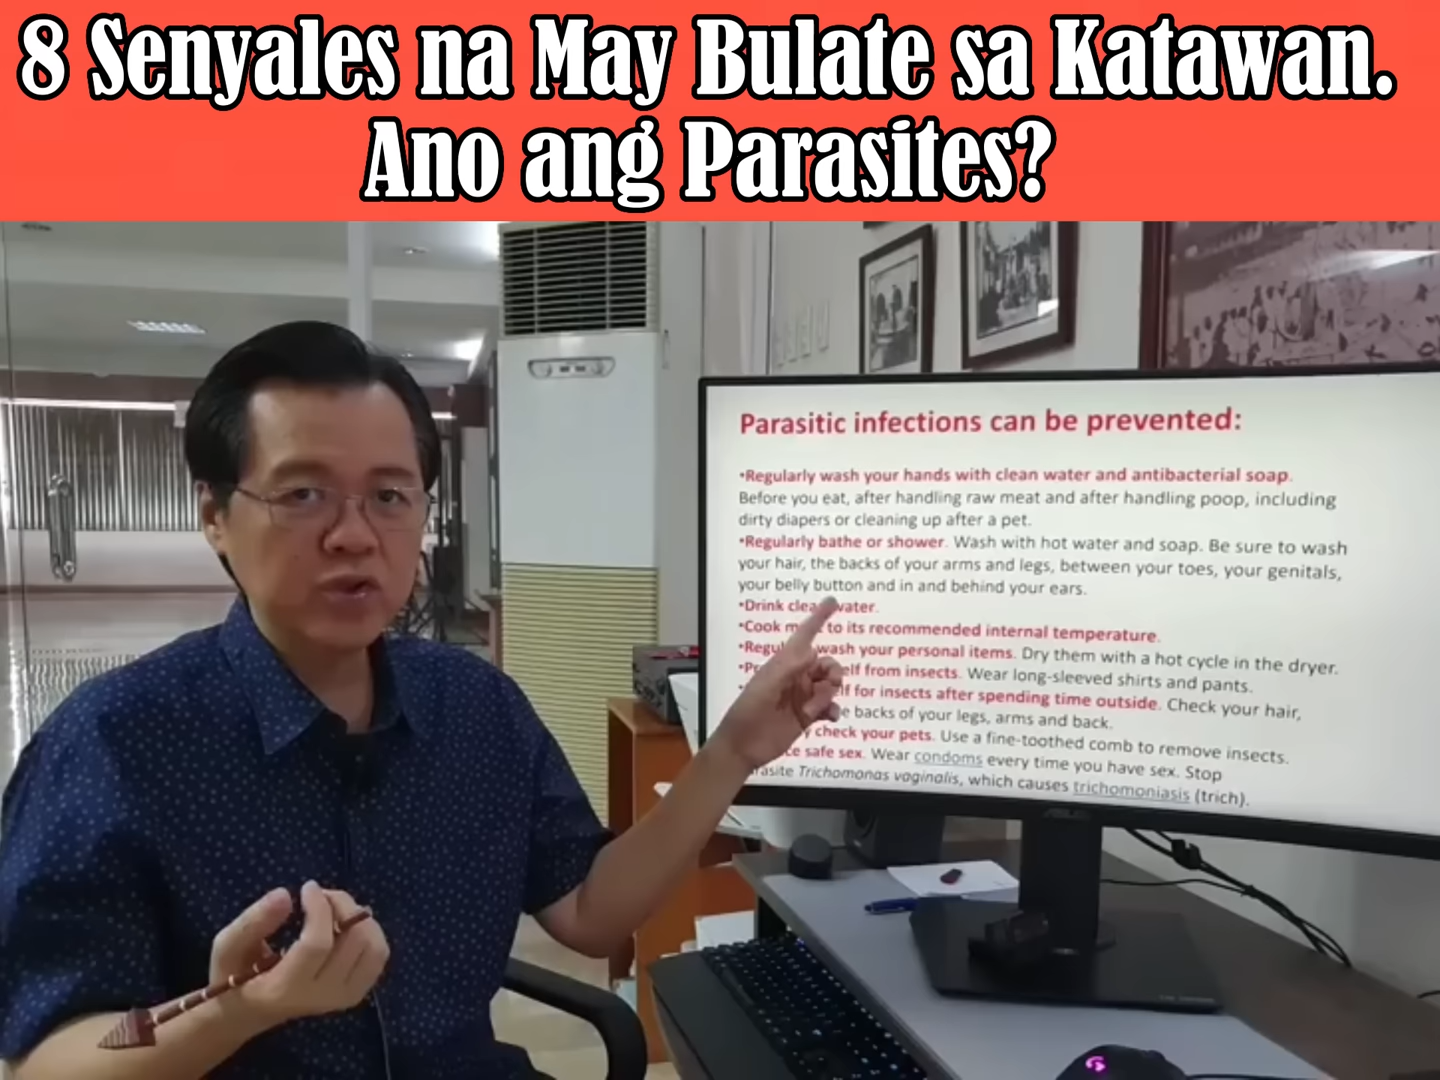 8 Senyales na May Bulate sa Katawan.
Ano ang Parasites?
Parasitic infections can be prevented:
•Regularly wash your hands with clean water and antibacterial soap.
Before you eat, after handling raw meat and after handling poop, including
dirty diapers or cleaning up after a pet.
•Regularly bathe or shower. Wash with hot water and soap. Be sure to wash
your hair, the backs of your arms and legs, between your toes, your genitals,
your belly button and in and behind your ears.
•Drink water.
•Cook to its recommended internal temperature.
wash your personal items. Dry them with a hot cycle in the dryer.
from insects. Wear long-sleeved shirts and pants.
for insects after spending time outside. Check your hair,
backs of your legs, arms and back.
check your pets. Use a fine-toothed comb to remove insects.
safe sex. Wear condoms every time you have sex. Stop
Trichomonas vaginalis, which causes trichomoniasis (trich).